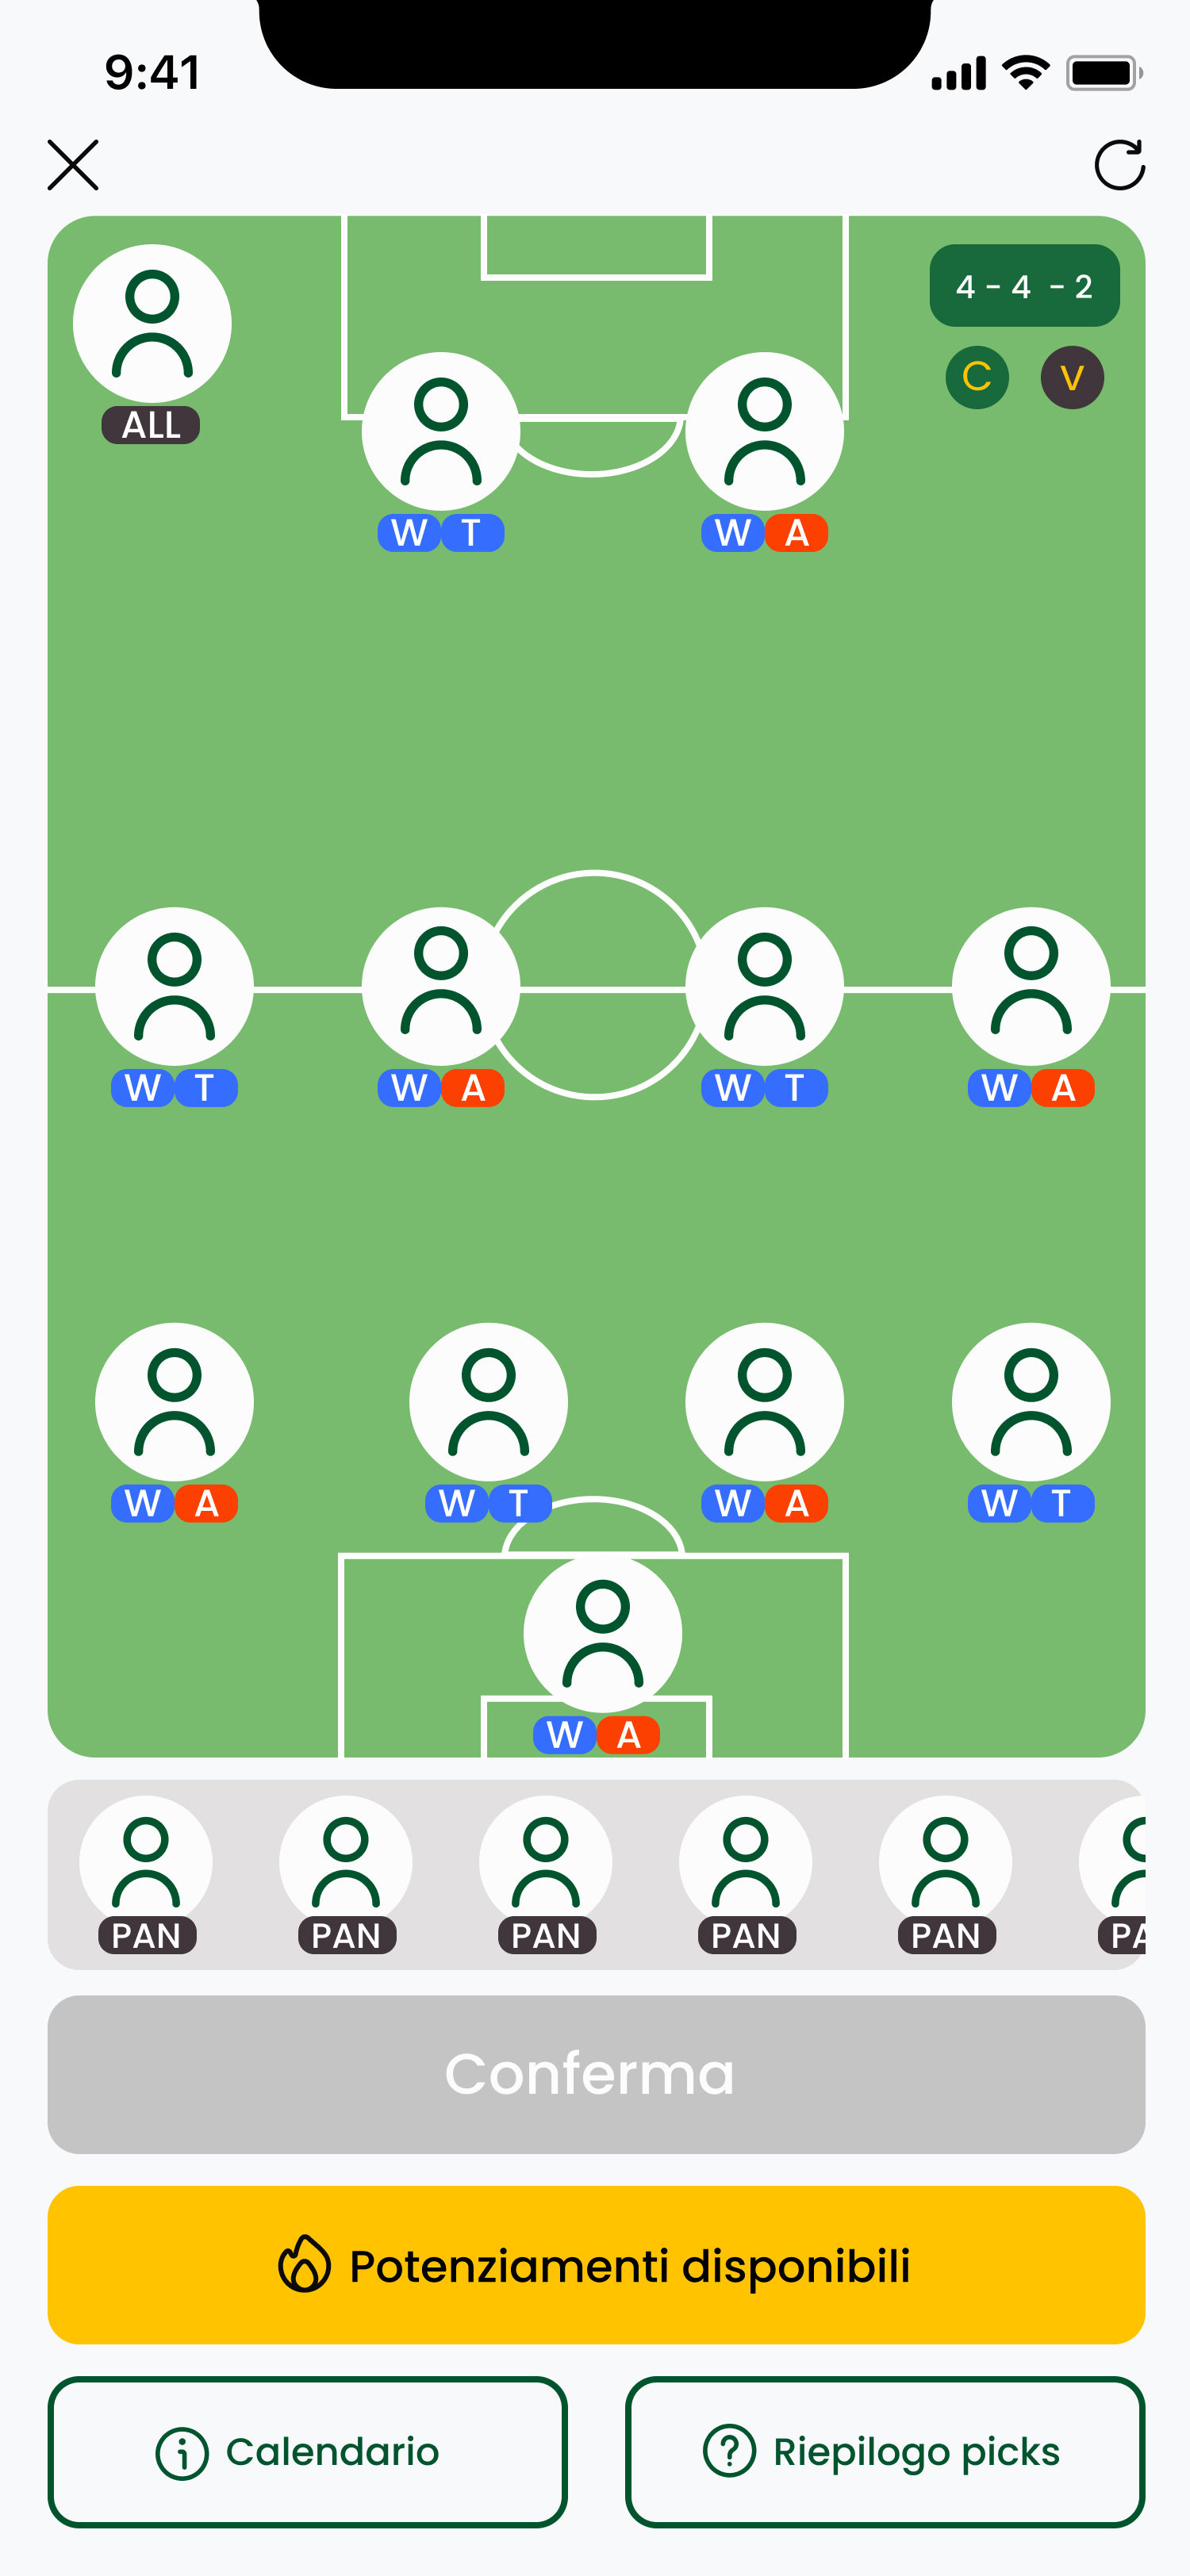 9:41
4 - 4 - 2
C V
ALL
W T W A
W T W A W T W A
W A W T W A W T
W A
PAN PAN PAN PAN PAN PA
Conferma
Potenziamenti disponibili
Calendario
Riepilogo picks